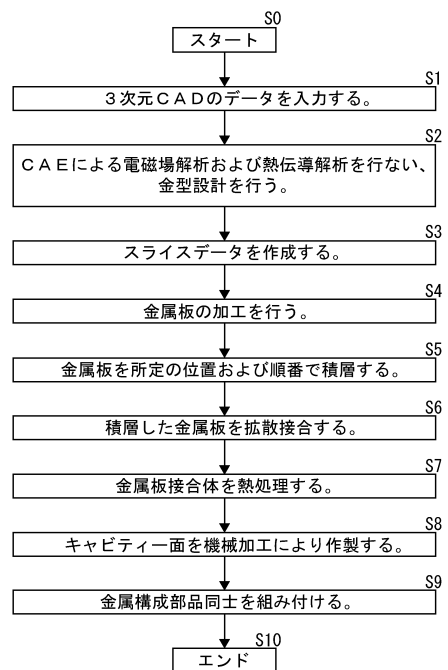 S0
スタート
S1
３次元ＣＡＤのデータを入力する。
S2
ＣＡＥによる電磁場解析および熱伝導解析を行ない、
金型設計を行う。
S3
スライスデータを作成する。
S4
金属板の加工を行う。
S5
金属板を所定の位置および順番で積層する。
S6
積層した金属板を拡散接合する。
S7
金属板接合体を熱処理する。
S8
キャビティー面を機械加工により作製する。
S9
金属構成部品同士を組み付ける。
S10
エンド